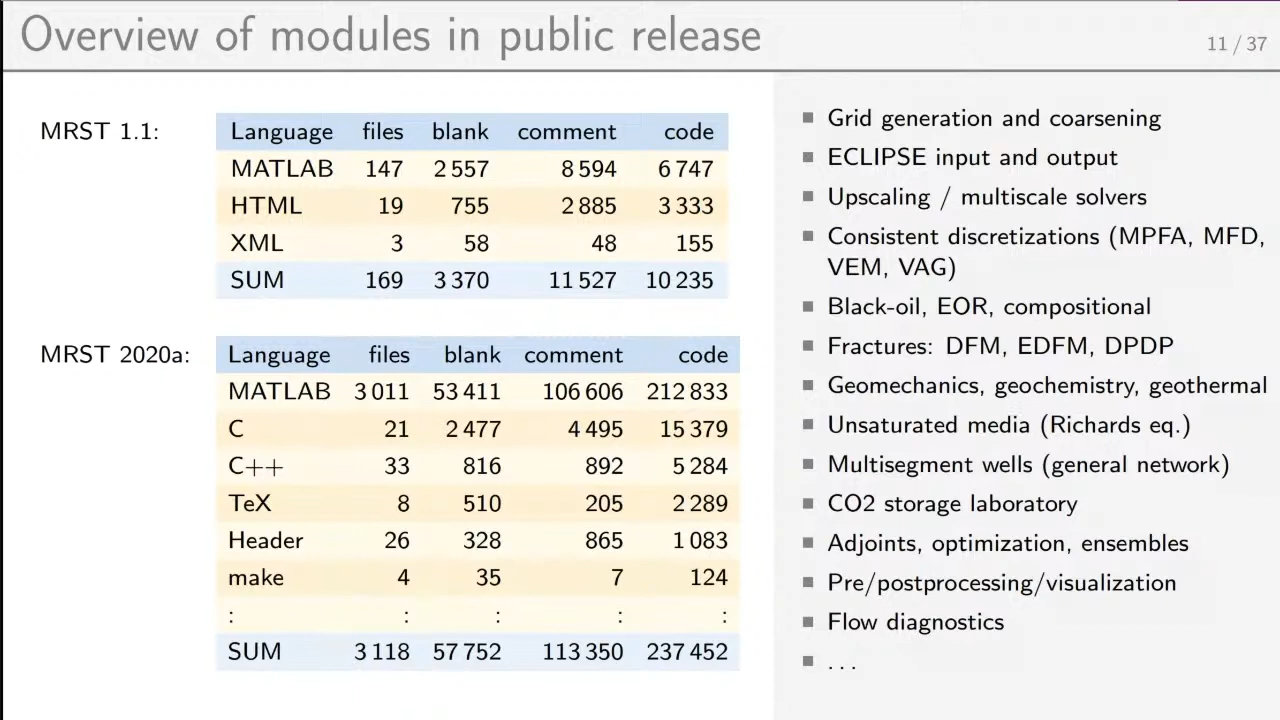 Overview of modules in public release
11 / 37
MRST 1.1:
Language files blank comment code
MATLAB 147 2 557 8 594 6 747
HTML 19 755 2 885 3 333
XML 3 58 48 155
SUM 169 3 370 11 527 10 235
MRST 2020a:
Language files blank comment code
MATLAB 3 011 53 411 106 606 212 833
C 21 2 477 4 495 15 379
C++ 33 816 892 5 284
TeX 8 510 205 2 289
Header 26 328 865 1 083
make 4 35 7 124
: : : : :
SUM 3 118 57 752 113 350 237 452
Grid generation and coarsening
ECLIPSE input and output
Upscaling / multiscale solvers
Consistent discretizations (MPFA, MFD,
VEM, VAG)
Black-oil, EOR, compositional
Fractures: DFM, EDFM, DPDP
Geomechanics, geochemistry, geothermal
Unsaturated media (Richards eq.)
Multisegment wells (general network)
CO2 storage laboratory
Adjoints, optimization, ensembles
Pre/postprocessing/visualization
Flow diagnostics
. . .